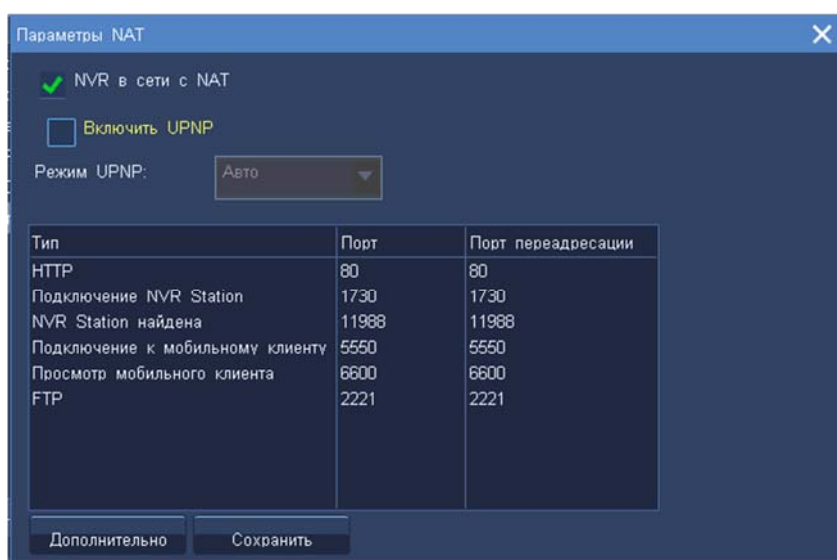 Параметры NAT
NVR в сети с NAT
Включить UPNP
Режим UPNP: Авто
Тип Порт Порт переадресации
HTTP 80 80
Подключение NVR Station 1730 1730
NVR Station найдена 11988 11988
Подключение к мобильному клиенту 5550 5550
Просмотр мобильного клиента 6600 6600
FTP 2221 2221
Дополнительно Сохранить